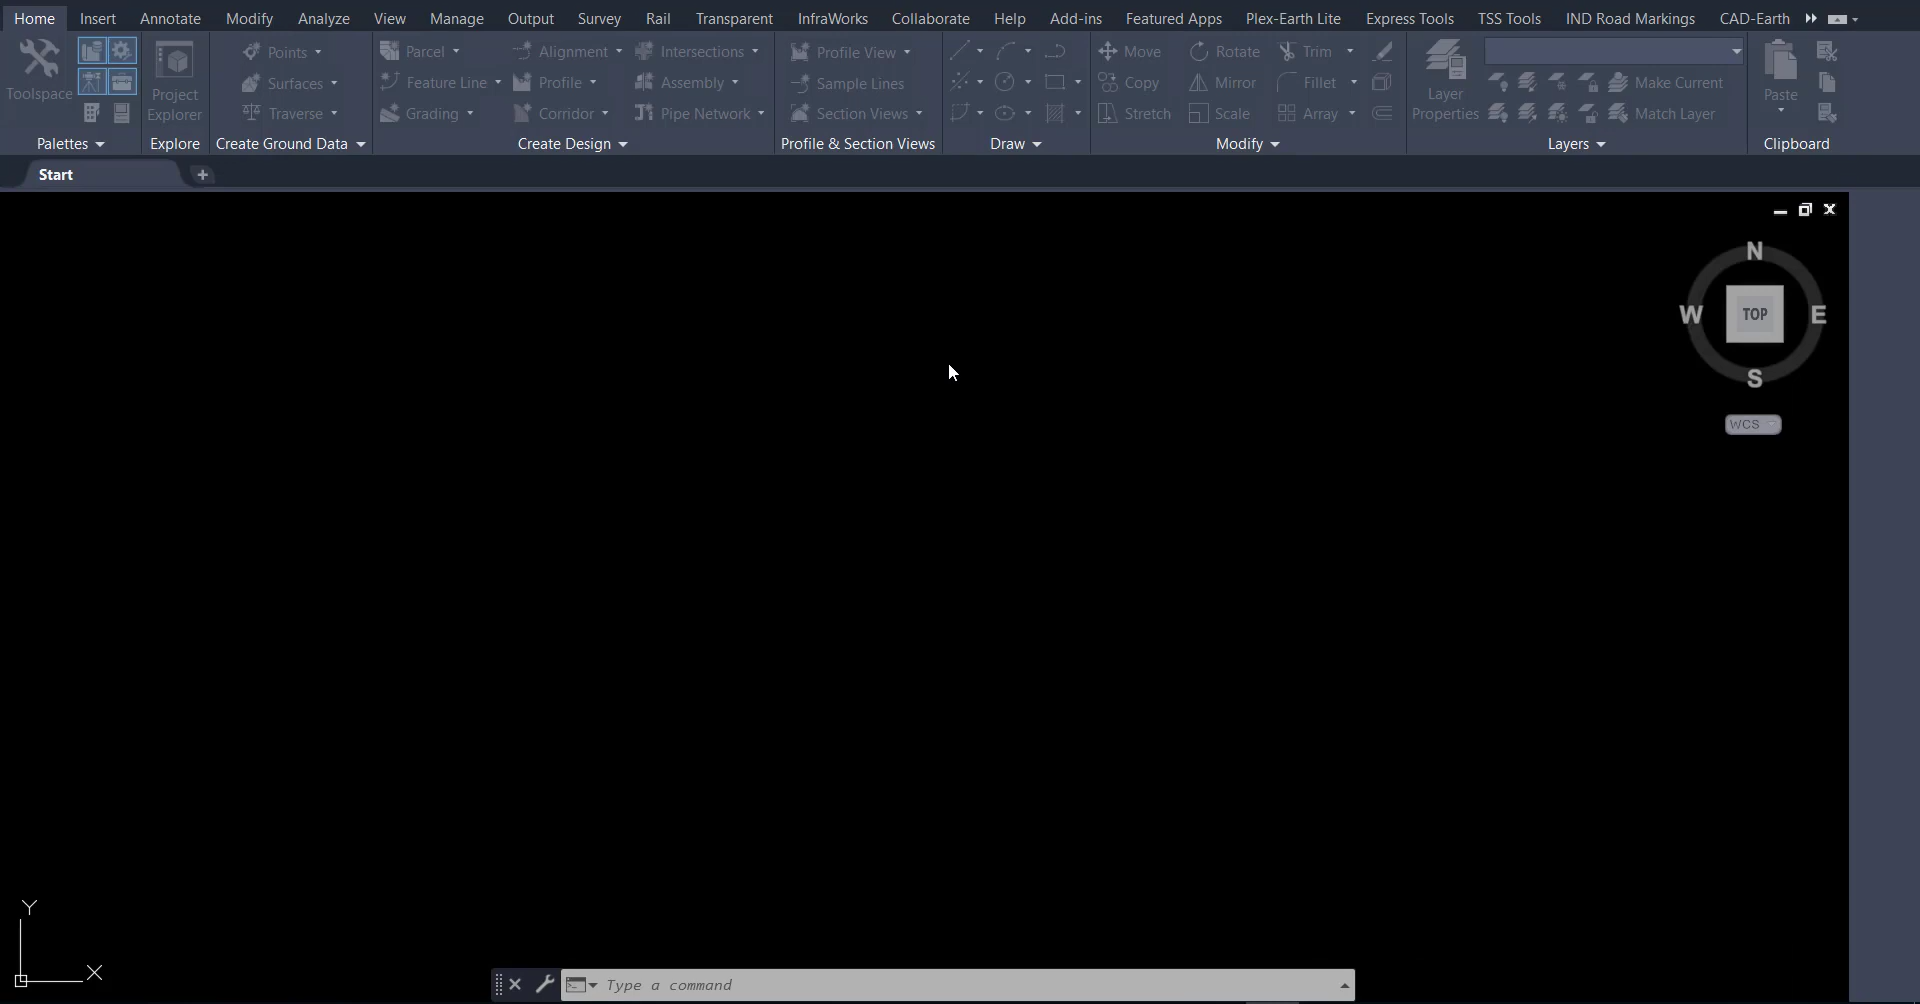 Home Insert Annotate Modify Analyze View Manage Output Survey Rail Transparent InfraWorks Collaborate Help Add-ins Featured Apps Plex-Earth Lite Express Tools TSS Tools IND Road Markings CAD-Earth
Points Parcel Alignment Intersections Profile View Move Rotate Trim
Toolspace Surfaces Feature Line Profile Assembly Sample Lines Copy Mirror Fillet Make Current
Project Explorer Traverse Grading Corridor Pipe Network Section Views Stretch Scale Array Layer Properties Match Layer Paste
Palettes Explore Create Ground Data Create Design Profile & Section Views Draw Modify Layers Clipboard
Start
N
W TOP E
S
WCS
Y
X
Type a command